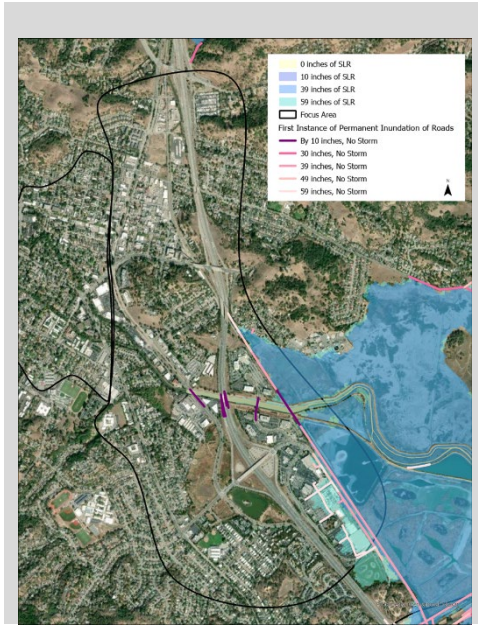 0 inches of SLR
10 inches of SLR
39 inches of SLR
59 inches of SLR
Focus Area
First Instance of Permanent Inundation of Roads
By 10 inches, No Storm
30 inches, No Storm
39 inches, No Storm
49 inches, No Storm
59 inches, No Storm